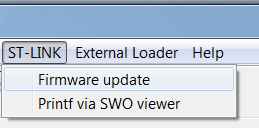 ST-LINK External Loader Help
Firmware update
Printf via SWO viewer